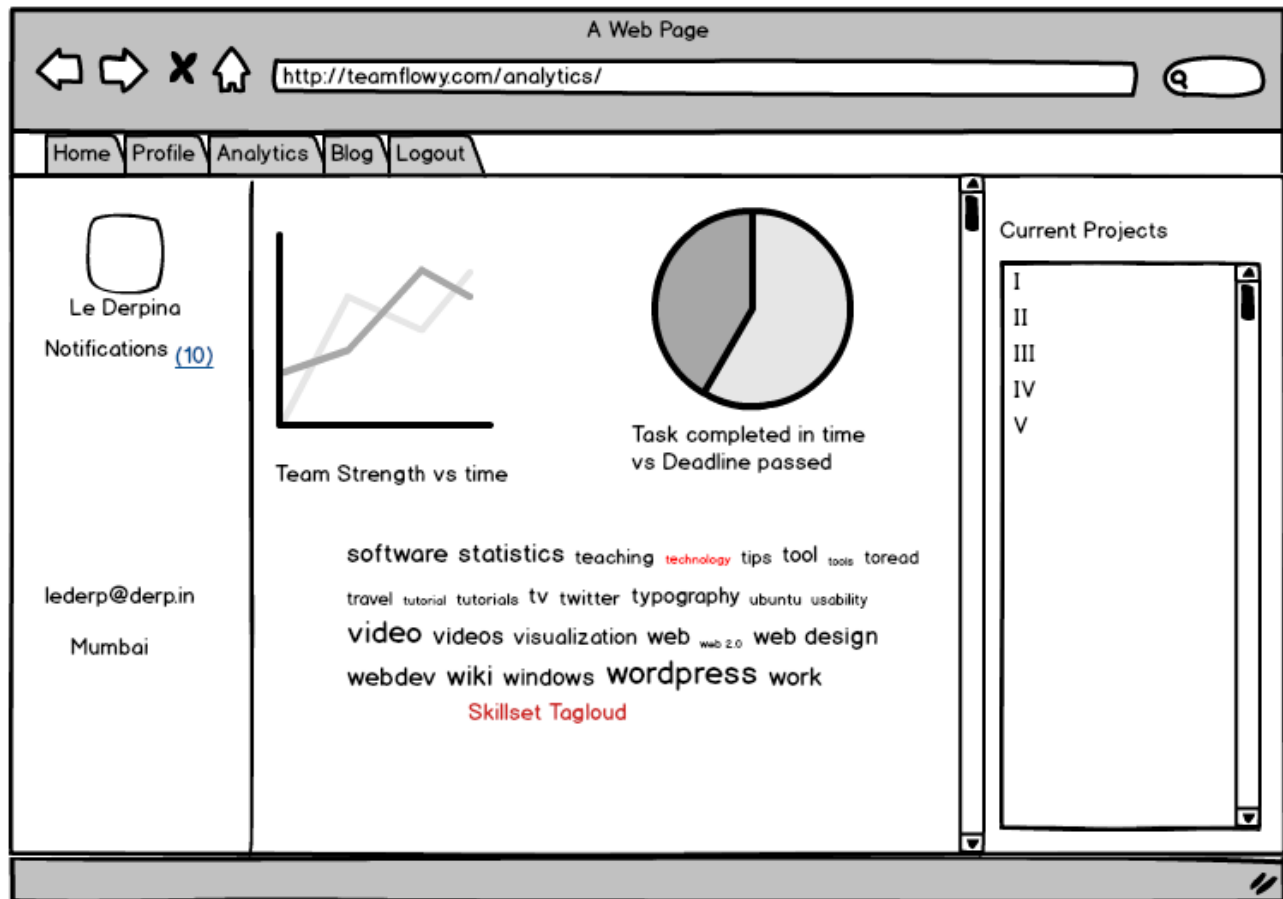 A Web Page
http://teamflowy.com/analytics/
Home Profile Analytics Blog Logout
Le Derpina
Notifications (10)
lederp@derp.in
Mumbai
Team Strength vs time
Task completed in time
vs Deadline passed
software statistics teaching technology tips tool tools toread
travel tutorial tutorials tv twitter typography ubuntu usability
video videos visualization web web 2.0 web design
webdev wiki windows wordpress work
Skillset Tagloud
Current Projects
I
II
III
IV
V